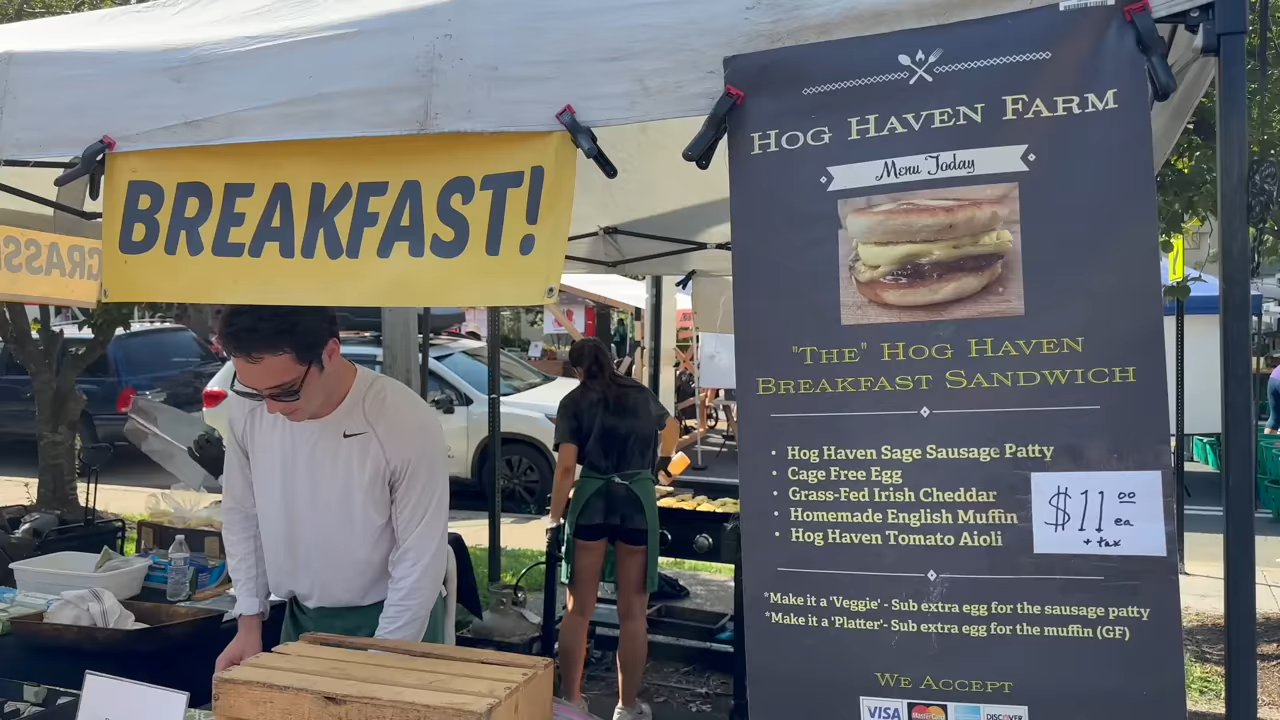 BREAKFAST!
GRASS
HOG HAVEN FARM
Menu Today
"THE" HOG HAVEN
BREAKFAST SANDWICH
• Hog Haven Sage Sausage Patty
• Cage Free Egg
• Grass-Fed Irish Cheddar
• Homemade English Muffin
• Hog Haven Tomato Aioli
$11.00 ea
+ tax
*Make it a 'Veggie' - Sub extra egg for the sausage patty
*Make it a 'Platter'- Sub extra egg for the muffin (GF)
WE ACCEPT
VISA MasterCard DISCOVER